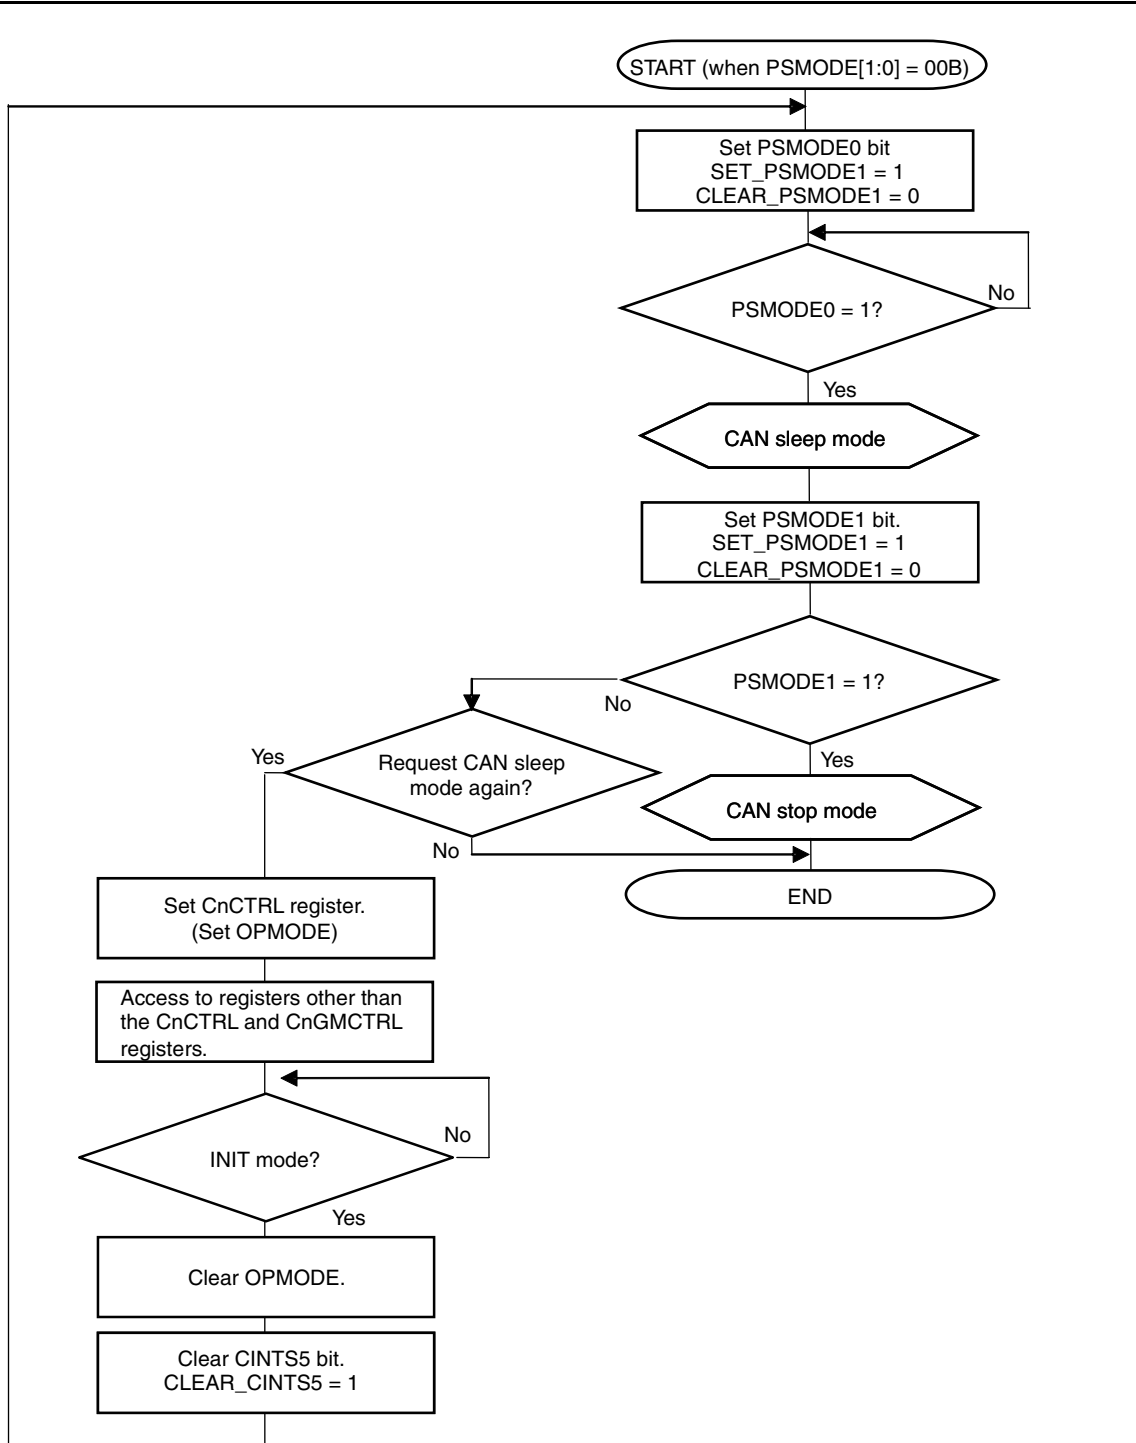 START (when PSMODE[1:0] = 00B)
Set PSMODE0 bit
SET_PSMODE1 = 1
CLEAR_PSMODE1 = 0
No
PSMODE0 = 1?
Yes
CAN sleep mode
Set PSMODE1 bit.
SET_PSMODE1 = 1
CLEAR_PSMODE1 = 0
PSMODE1 = 1?
No
Yes
Request CAN sleep
mode again?
Yes
CAN stop mode
No
END
Set CnCTRL register.
(Set OPMODE)
Access to registers other than
the CnCTRL and CnGMCTRL
registers.
No
INIT mode?
Yes
Clear OPMODE.
Clear CINTS5 bit.
CLEAR_CINTS5 = 1